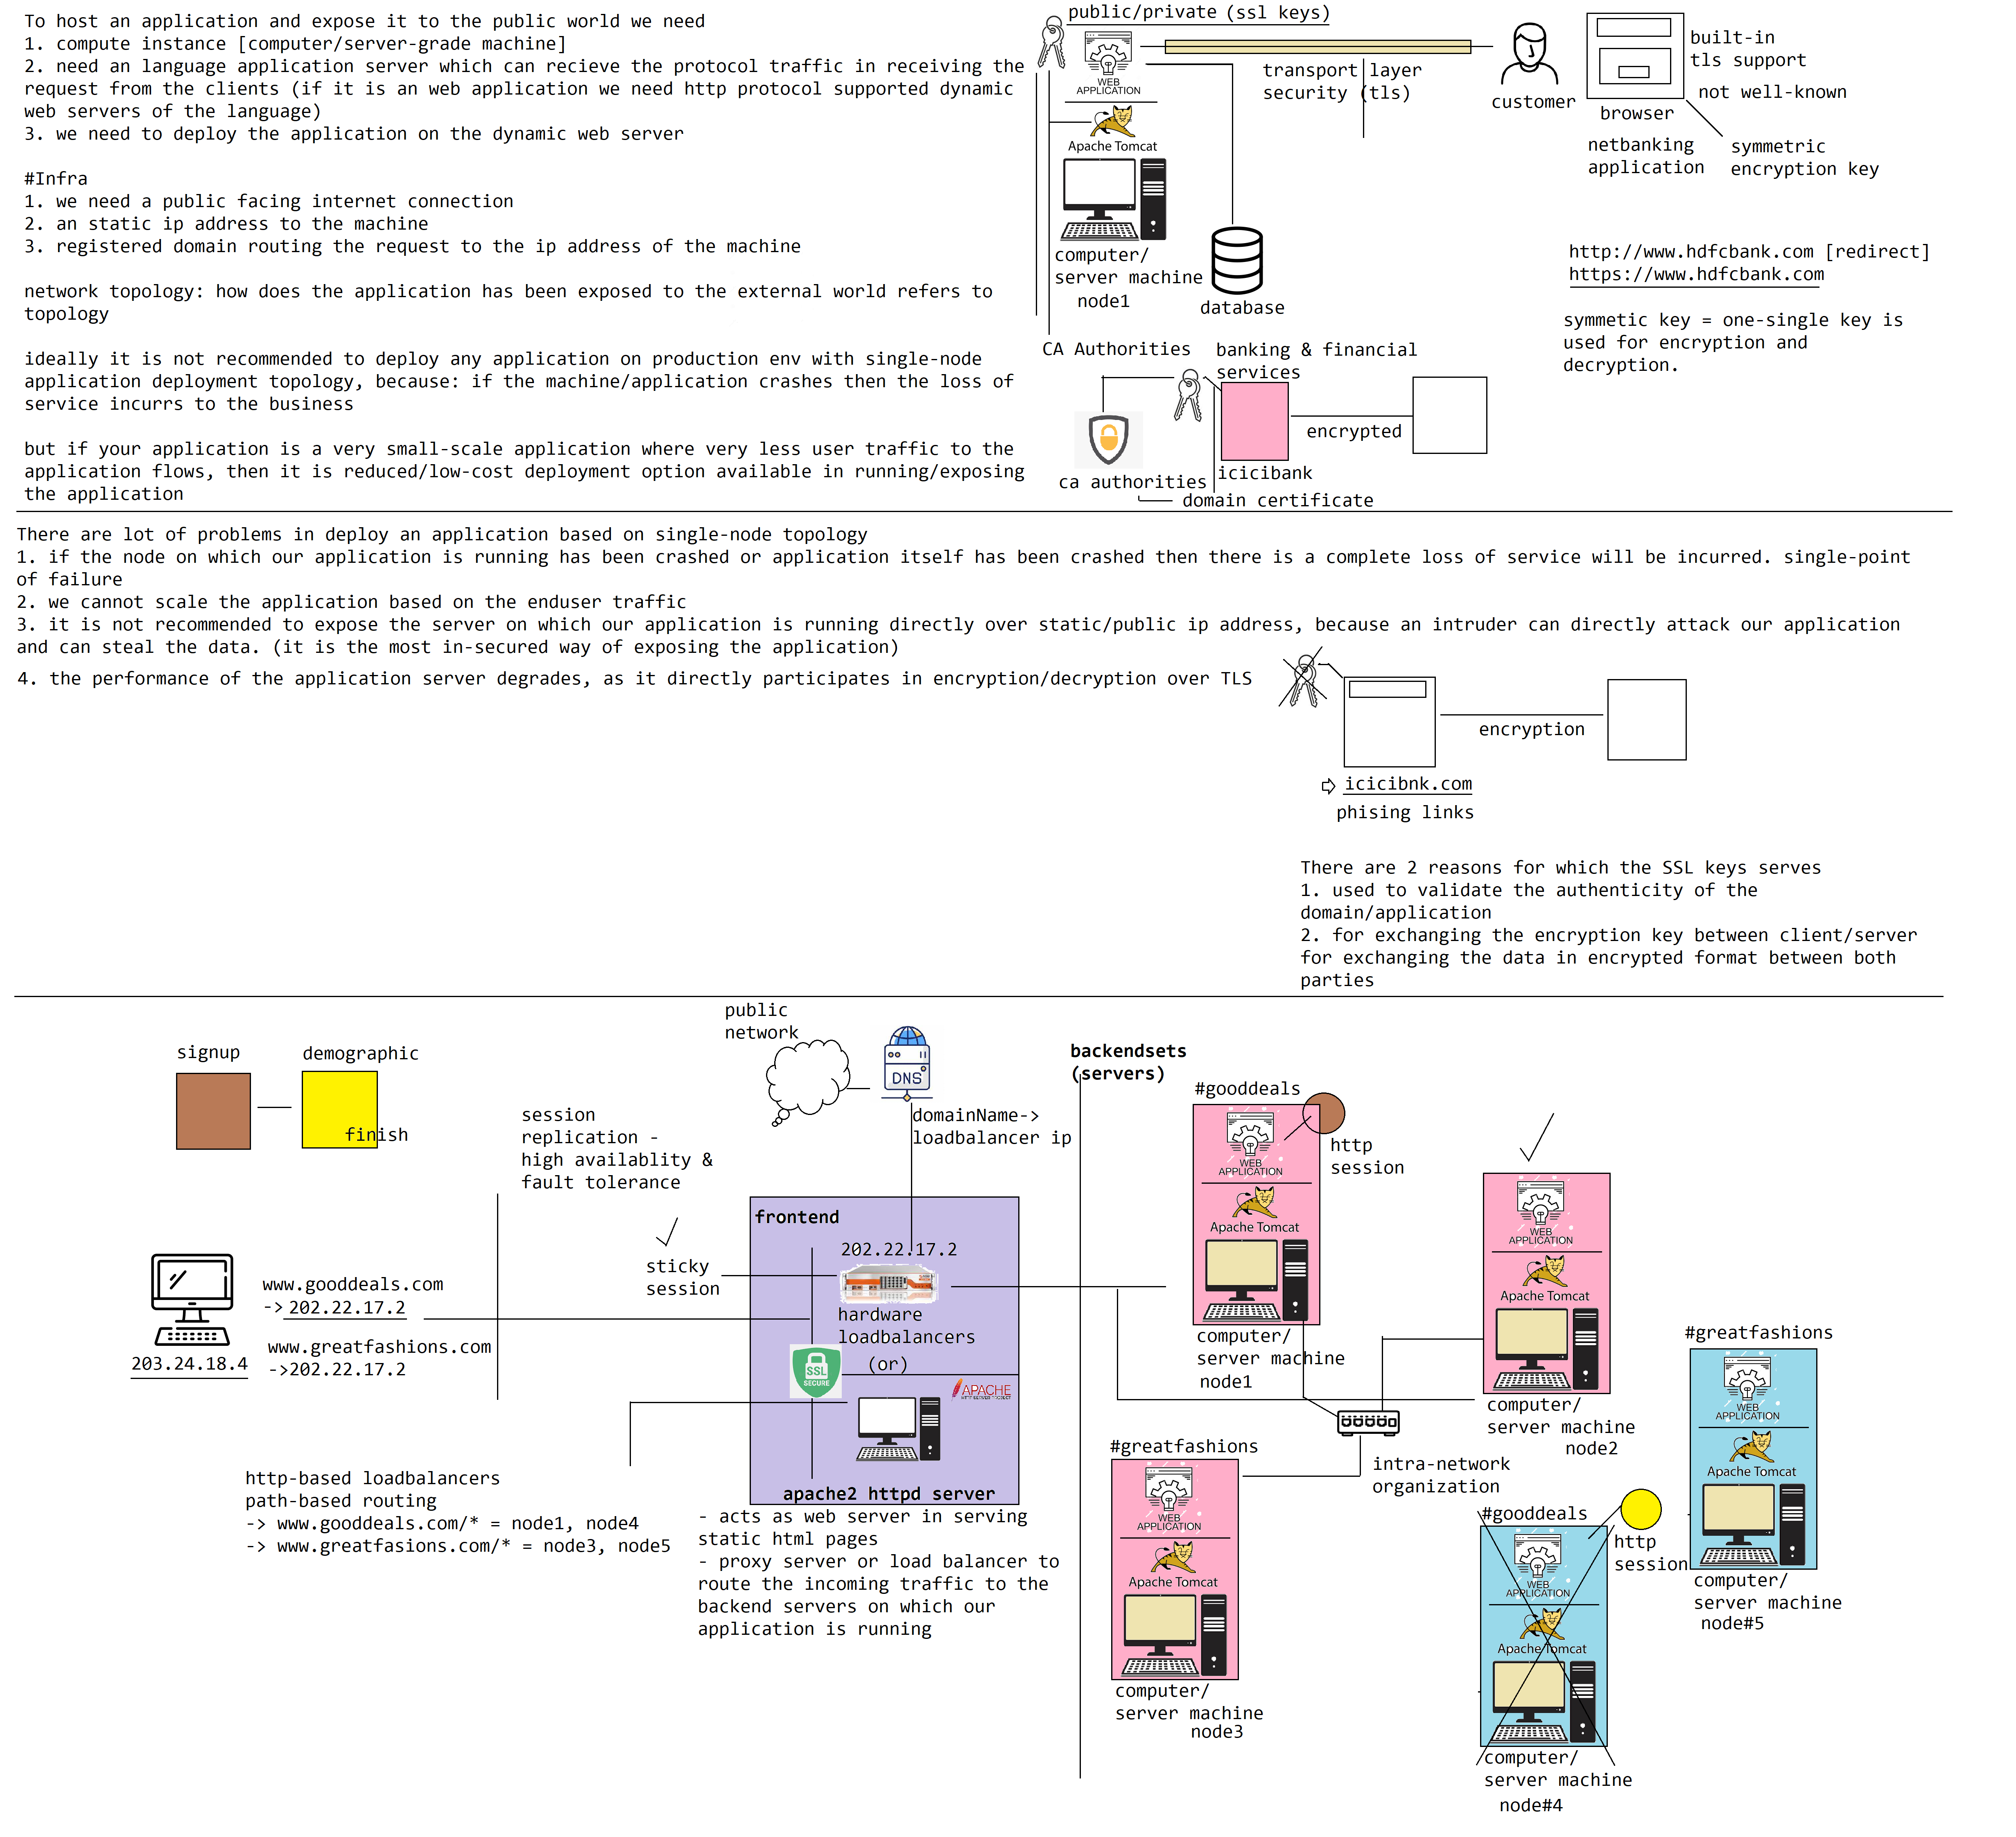 To host an application and expose it to the public world we need
1. compute instance [computer/server-grade machine]
2. need an language application server which can recieve the protocol traffic in receiving the
request from the clients (if it is an web application we need http protocol supported dynamic
web servers of the language)
3. we need to deploy the application on the dynamic web server
#Infra
1. we need a public facing internet connection
2. an static ip address to the machine
3. registered domain routing the request to the ip address of the machine
network topology: how does the application has been exposed to the external world refers to
topology
ideally it is not recommended to deploy any application on production env with single-node
application deployment topology, because: if the machine/application crashes then the loss of
service incurrs to the business
but if your application is a very small-scale application where very less user traffic to the
application flows, then it is reduced/low-cost deployment option available in running/exposing
the application
public/private (ssl keys)
WEB
APPLICATION
Apache Tomcat
computer/
server machine
node1
database
transport layer
security (tls)
customer
browser
built-in
tls support
not well-known
netbanking
application
symmetric
encryption key
http://www.hdfcbank.com [redirect]
https://www.hdfcbank.com
symmetic key = one-single key is
used for encryption and
decryption.
CA Authorities
banking & financial
services
encrypted
icicibank
ca authorities
domain certificate
There are lot of problems in deploy an application based on single-node topology
1. if the node on which our application is running has been crashed or application itself has been crashed then there is a complete loss of service will be incurred. single-point
of failure
2. we cannot scale the application based on the enduser traffic
3. it is not recommended to expose the server on which our application is running directly over static/public ip address, because an intruder can directly attack our application
and can steal the data. (it is the most in-secured way of exposing the application)
4. the performance of the application server degrades, as it directly participates in encryption/decryption over TLS
encryption
icicibnk.com
phising links
There are 2 reasons for which the SSL keys serves
1. used to validate the authenticity of the
domain/application
2. for exchanging the encryption key between client/server
for exchanging the data in encrypted format between both
parties
signup
demographic
finish
session
replication -
high availablity &
fault tolerance
public
network
DNS
domainName->
loadbalancer ip
backendsets
(servers)
sticky
session
frontend
202.22.17.2
hardware
loadbalancers
(or)
SSL
SECURE
APACHE
apache2 httpd server
- acts as web server in serving
static html pages
- proxy server or load balancer to
route the incoming traffic to the
backend servers on which our
application is running
www.gooddeals.com
-> 202.22.17.2
www.greatfashions.com
->202.22.17.2
203.24.18.4
http-based loadbalancers
path-based routing
-> www.gooddeals.com/* = node1, node4
-> www.greatfasions.com/* = node3, node5
#gooddeals
WEB
APPLICATION
Apache Tomcat
http
session
computer/
server machine
node1
WEB
APPLICATION
Apache Tomcat
computer/
server machine
node2
intra-network
organization
#greatfashions
WEB
APPLICATION
Apache Tomcat
computer/
server machine
node3
#gooddeals
WEB
APPLICATION
Apache Tomcat
http
session
computer/
server machine
node#4
#greatfashions
WEB
APPLICATION
Apache Tomcat
computer/
server machine
node#5